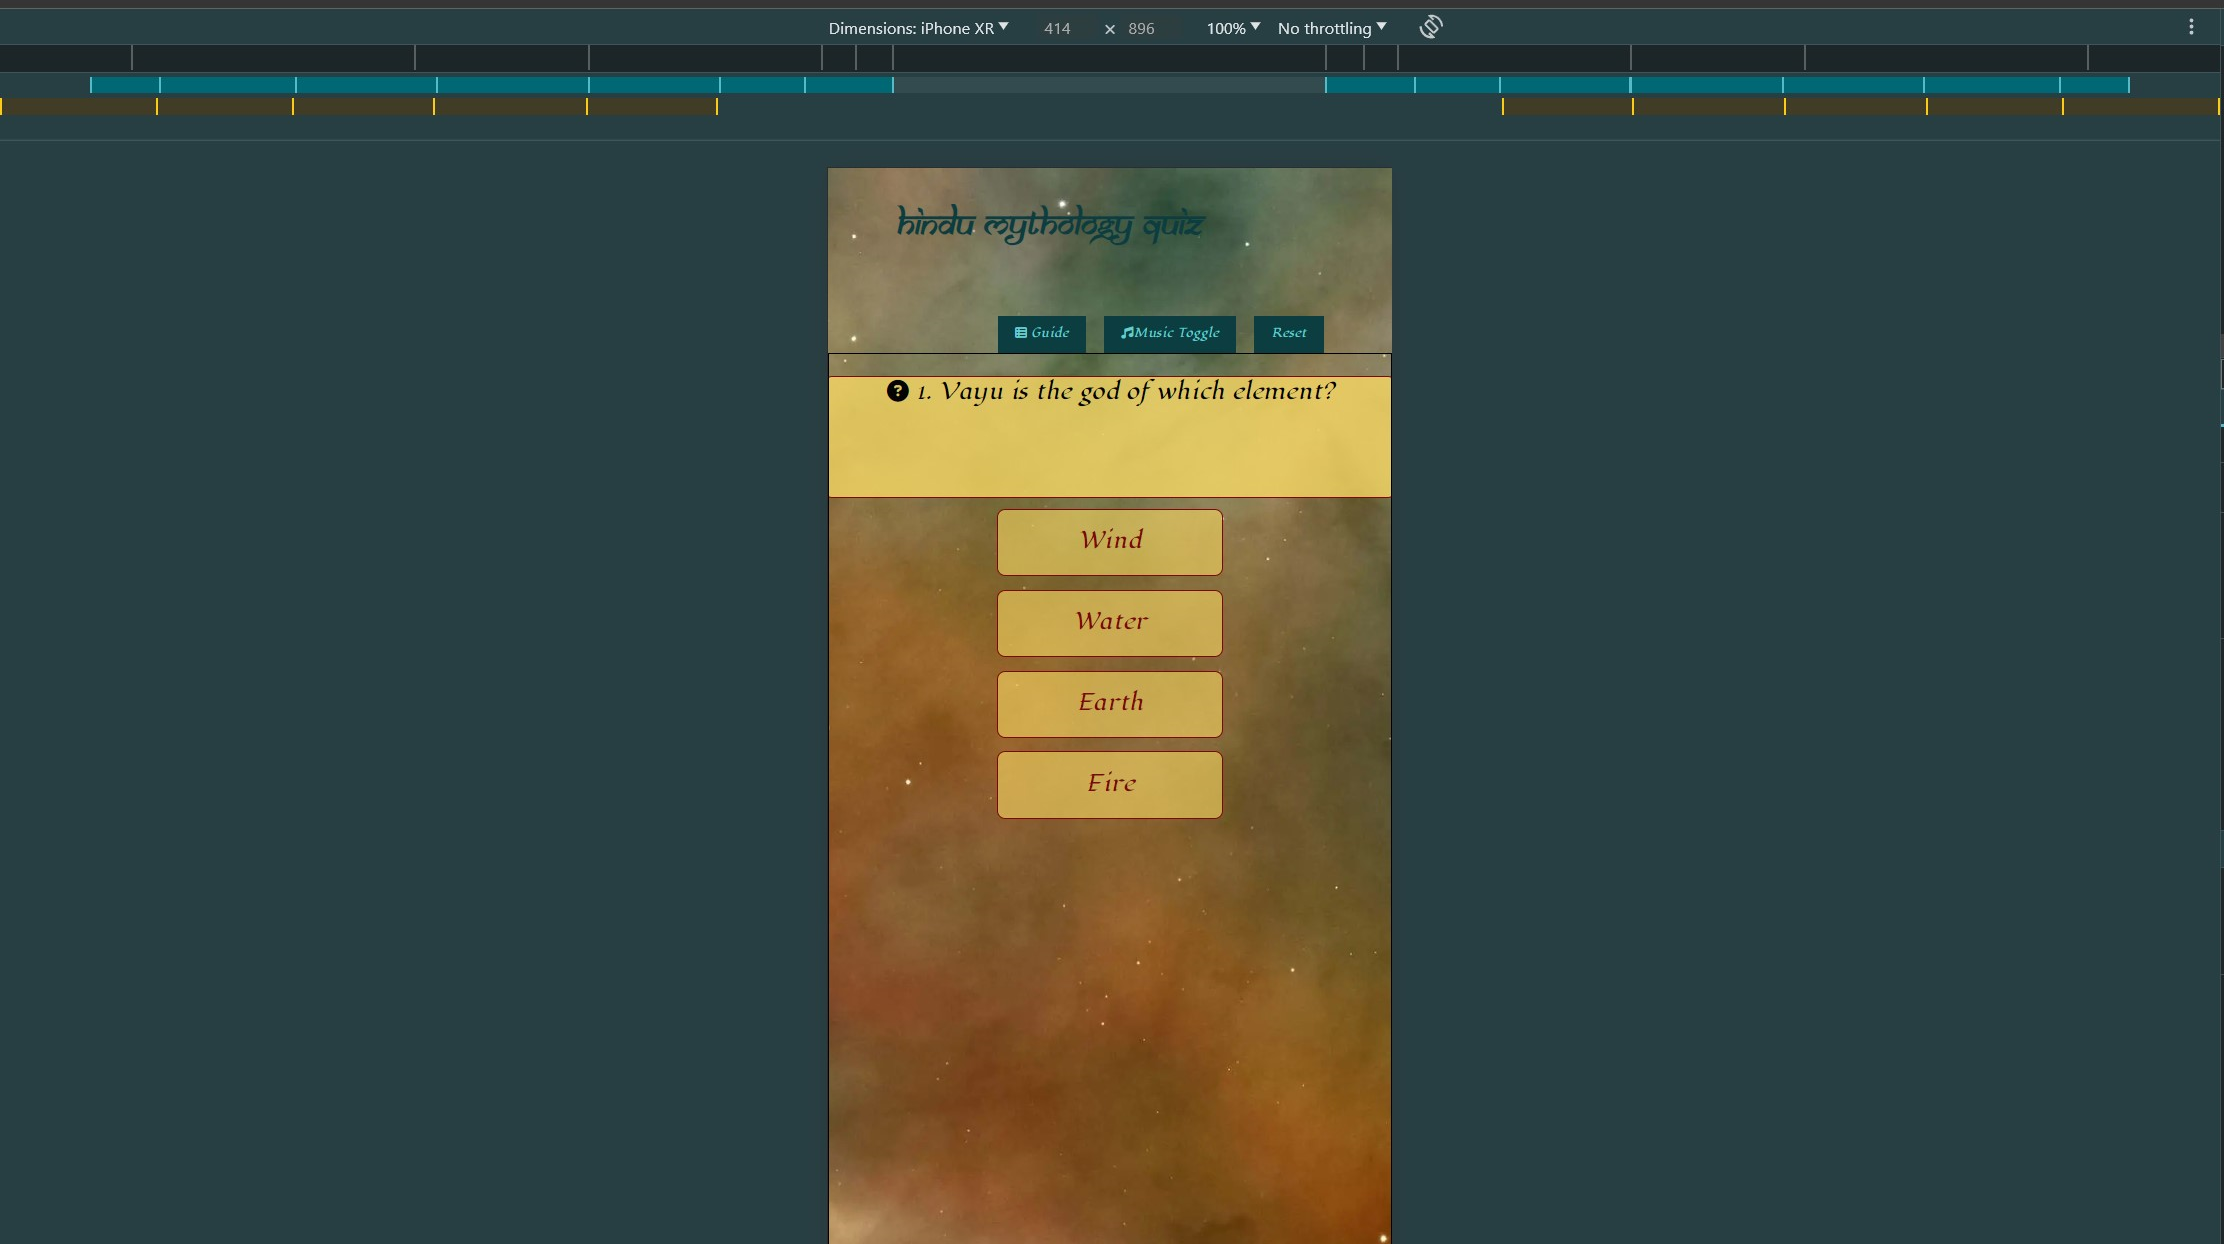 Dimensions: iPhone XR 414 × 896 100% No throttling
Hindu Mythology Quiz
Guide Music Toggle Reset
? 1. Vayu is the god of which element?
Wind
Water
Earth
Fire